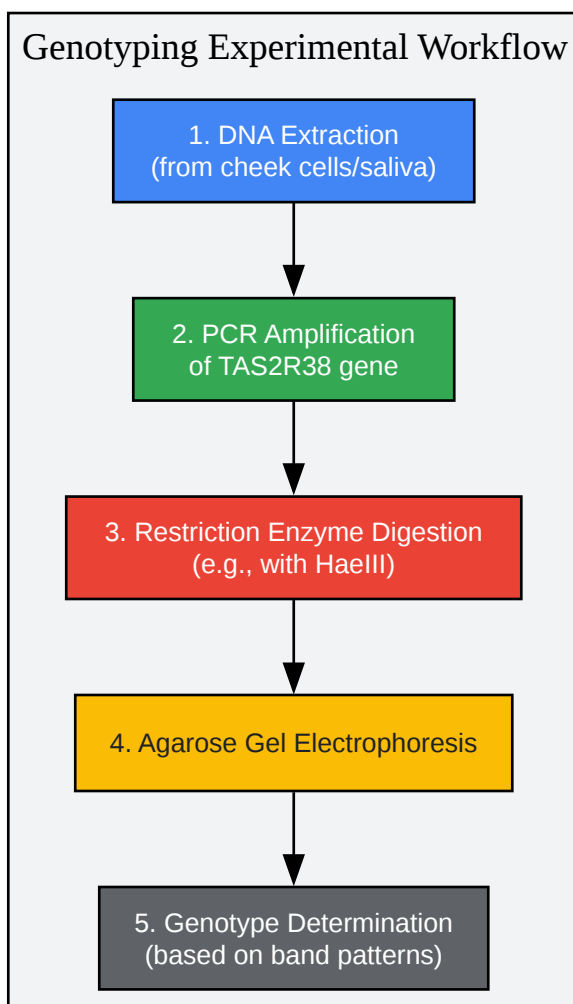 Genotyping Experimental Workflow
1. DNA Extraction
(from cheek cells/saliva)
2. PCR Amplification
of TAS2R38 gene
3. Restriction Enzyme Digestion
(e.g., with HaeIII)
4. Agarose Gel Electrophoresis
5. Genotype Determination
(based on band patterns)